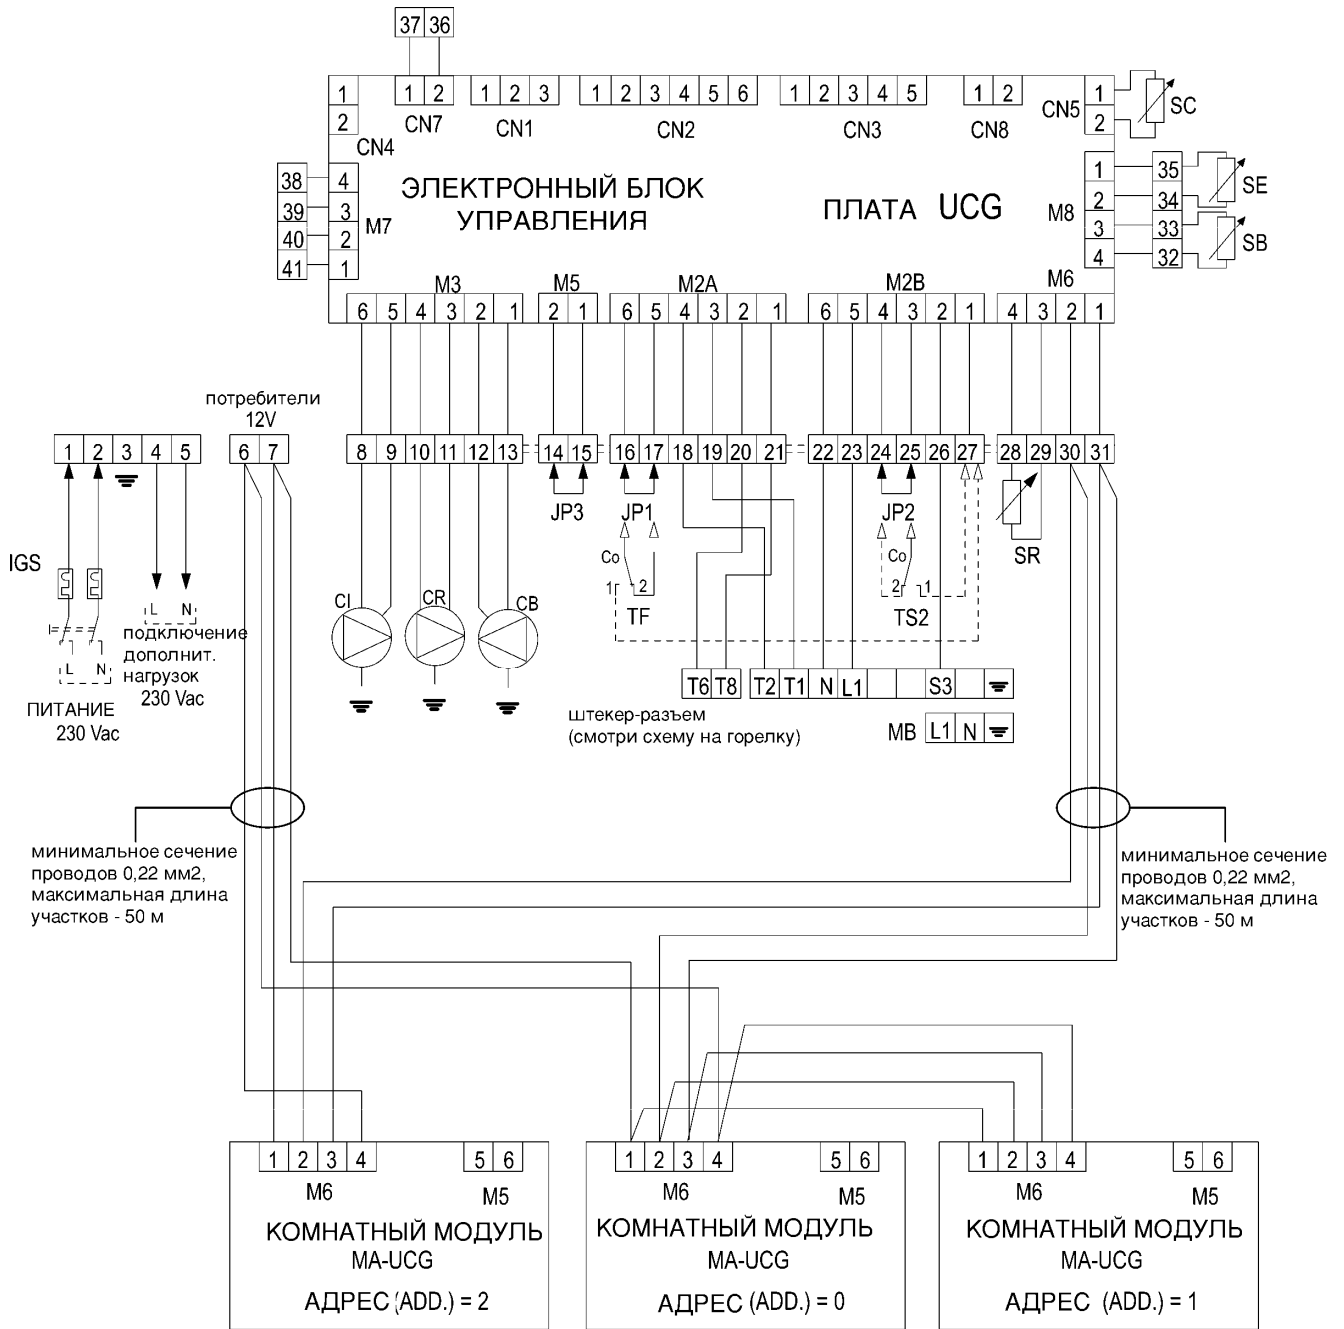 37 36
1 2 1 2 3 1 2 3 4 5 6 1 2 3 4 5 1 2
1
2
CN4
CN7
CN1
CN2
CN3
CN8
CN5
1
2
SC
38 4
39 3
40 2
41 1
M7
ЭЛЕКТРОННЫЙ БЛОК
УПРАВЛЕНИЯ
ПЛАТА UCG
M8
1 35
2 34
3 33
4 32
SE
SB
M3
M5
M2A
M2B
M6
6 5 4 3 2 1
2 1
6 5 4 3 2 1
6 5 4 3 2 1
4 3 2 1
потребители
12V
1 2 3 4 5
6 7
8 9 10 11 12 13
14 15
16 17 18 19 20 21
22 23 24 25 26 27
28 29 30 31
JP3
JP1
JP2
SR
Co
1 2
TF
Co
2 1
TS2
IGS
L N
ПИТАНИЕ
230 Vac
L N
подключение
дополнит.
нагрузок
230 Vac
CI
CR
CB
T6 T8
T2 T1 N L1 S3
штекер-разъем
(смотри схему на горелку)
MB L1 N
минимальное сечение
проводов 0,22 мм2,
максимальная длина
участков - 50 м
минимальное сечение
проводов 0,22 мм2,
максимальная длина
участков - 50 м
1 2 3 4
5 6
M6
M5
КОМНАТНЫЙ МОДУЛЬ
MA-UCG
АДРЕС (ADD.) = 2
1 2 3 4
5 6
M6
M5
КОМНАТНЫЙ МОДУЛЬ
MA-UCG
АДРЕС (ADD.) = 0
1 2 3 4
5 6
M6
M5
КОМНАТНЫЙ МОДУЛЬ
MA-UCG
АДРЕС (ADD.) = 1